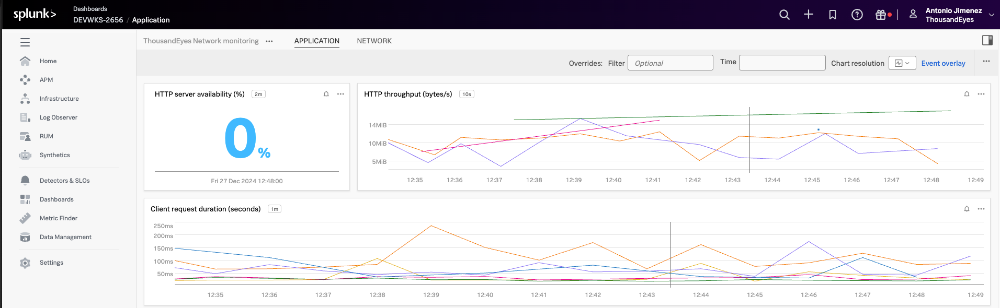 splunk>
Dashboards
DEVWKS-2656 / Application
Antonio Jimenez
ThousandEyes
Home
APM
Infrastructure
Log Observer
RUM
Synthetics
Detectors & SLOs
Dashboards
Metric Finder
Data Management
Settings
ThousandEyes Network monitoring ••• APPLICATION NETWORK
Overrides: Filter Optional Time Chart resolution Event overlay •••
HTTP server availability (%) 2m
0%
Fri 27 Dec 2024 12:48:00
HTTP throughput (bytes/s) 10s
14MiB
10MiB
5MiB
12:35 12:36 12:37 12:38 12:39 12:40 12:41 12:42 12:43 12:44 12:45 12:46 12:47 12:48 12:49
Client request duration (seconds) 1m
250ms
200ms
150ms
100ms
50ms
12:35 12:36 12:37 12:38 12:39 12:40 12:41 12:42 12:43 12:44 12:45 12:46 12:47 12:48 12:49